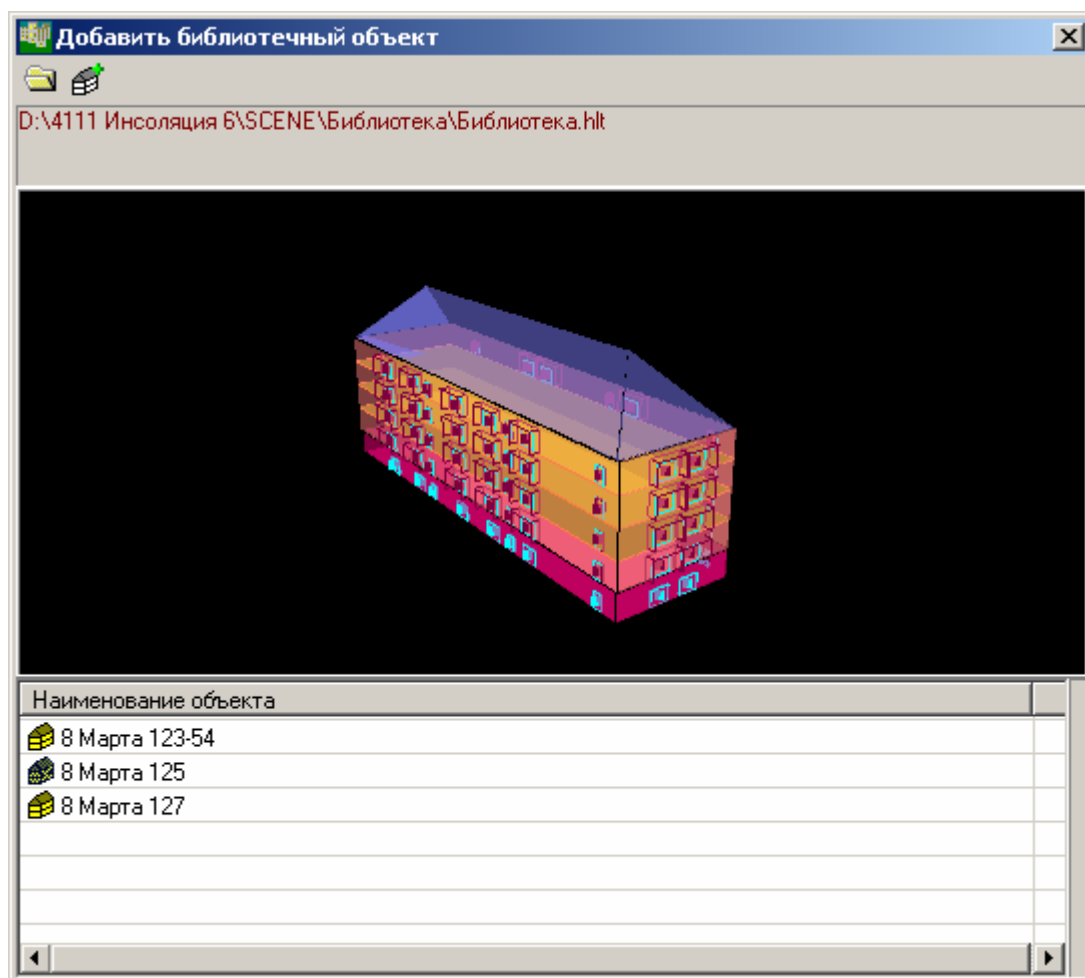 Добавить библиотечный объект
D:\4111 Инсоляция 6\SCENE\Библиотека\Библиотека.hlt
Наименование объекта
8 Марта 123-54
8 Марта 125
8 Марта 127